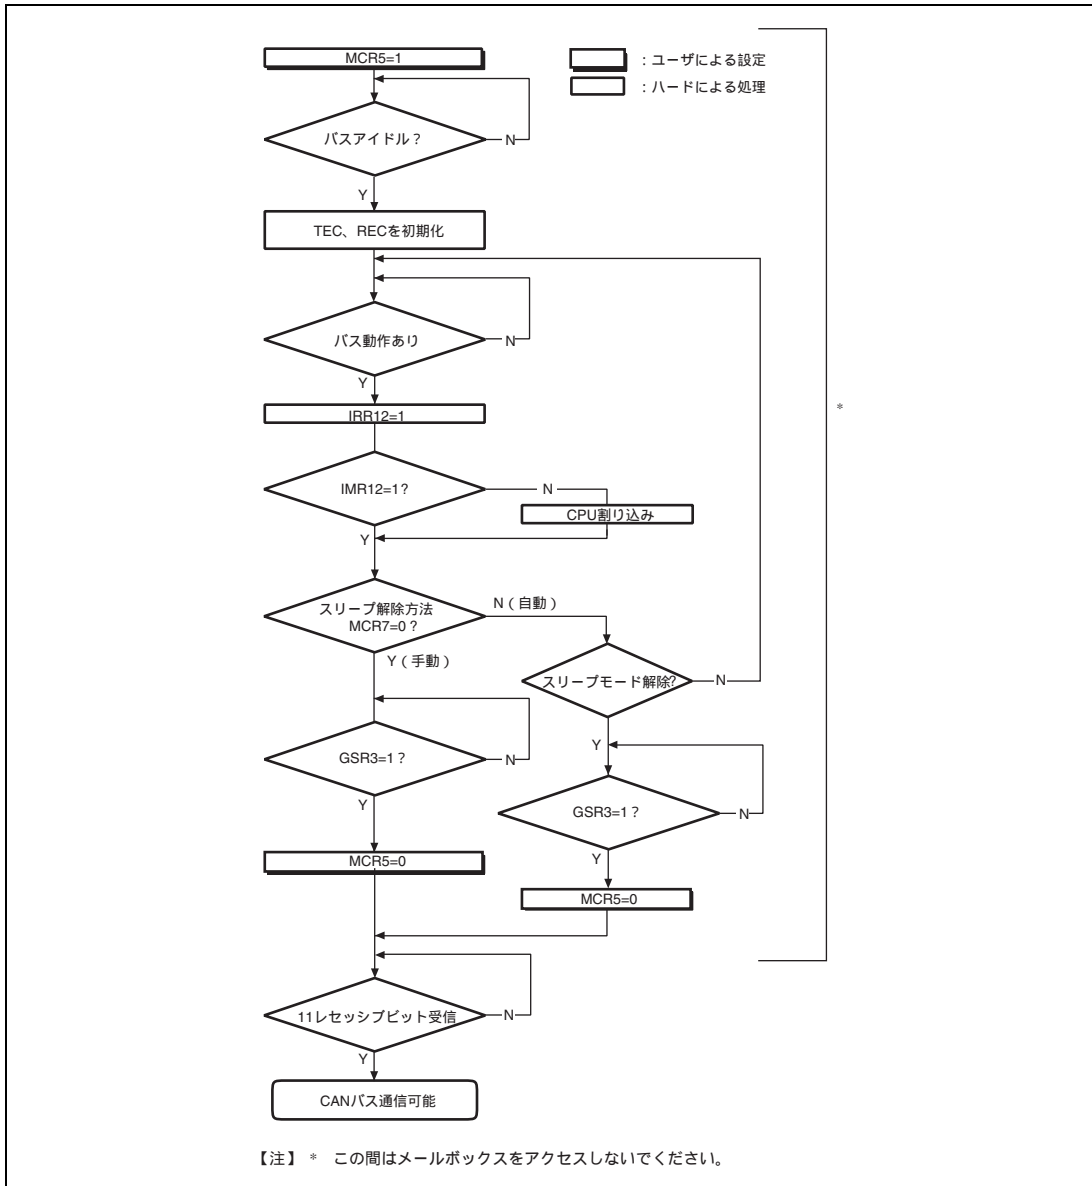 MCR5=1
：ユーザによる設定
：ハードによる処理
バスアイドル？
N
Y
TEC、RECを初期化
バス動作あり
N
Y
IRR12=1
*
IMR12=1?
N
CPU割り込み
Y
スリープ解除方法
MCR7=0？
N（自動）
Y（手動）
スリープモード解除?
N
GSR3=1？
N
Y
Y
GSR3=1？
N
Y
MCR5=0
Y
MCR5=0
11レセッシブビット受信
N
Y
CANバス通信可能
【注】 * この間はメールボックスをアクセスしないでください。